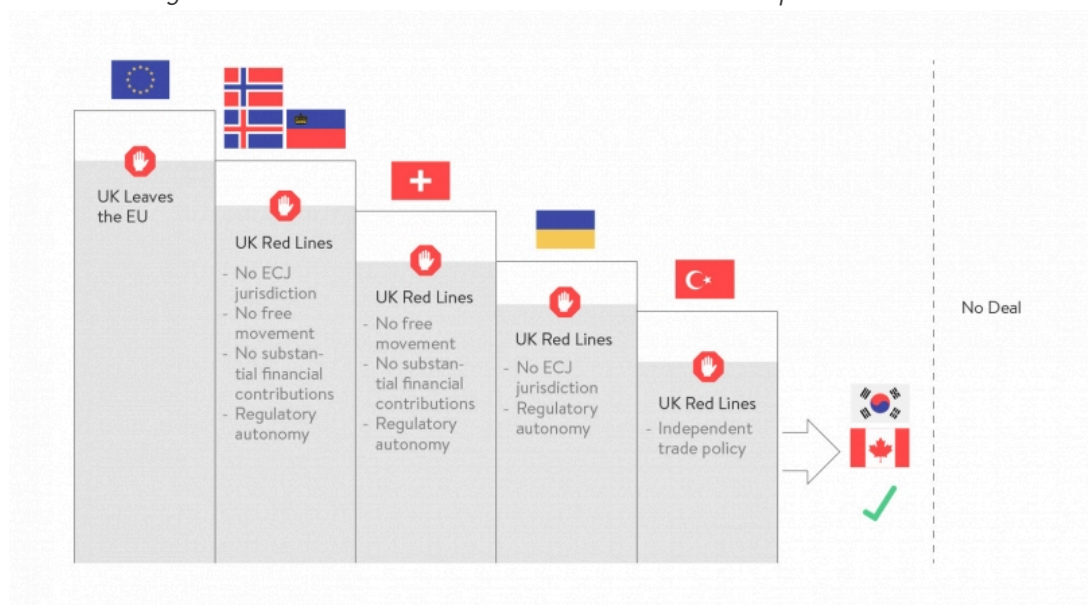 UK Leaves
the EU
UK Red Lines
- No ECJ
jurisdiction
- No free
movement
- No substan-
tial financial
contributions
- Regulatory
autonomy
UK Red Lines
- No free
movement
- No substan-
tial financial
contributions
- Regulatory
autonomy
UK Red Lines
- No ECJ
jurisdiction
- Regulatory
autonomy
UK Red Lines
- Independent
trade policy
No Deal